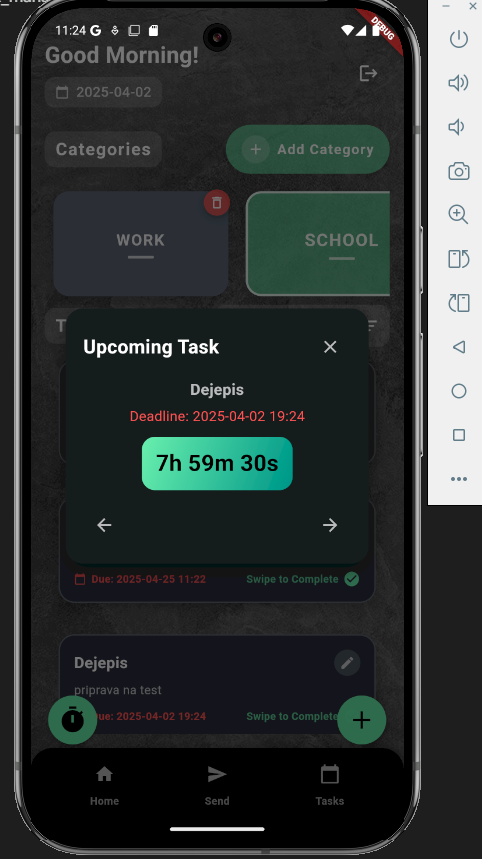 11:24 G
DEBUG
Good Morning!
2025-04-02
Categories
+ Add Category
WORK
SCHOOL
T
Upcoming Task
Dejepis
Deadline: 2025-04-02 19:24
7h 59m 30s
Due: 2025-04-25 11:22
Swipe to Complete
Dejepis
priprava na test
ue: 2025-04-02 19:24
Swipe to Complete
Home
Send
Tasks